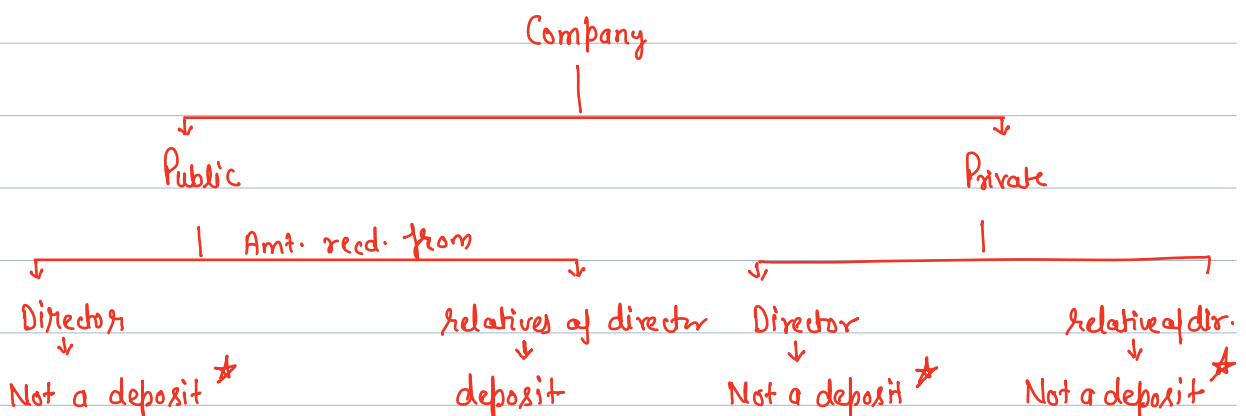 Company
Public Private
Amt. recd. from
Director relatives of director Director relative of dir.
Not a deposit deposit Not a deposit Not a deposit